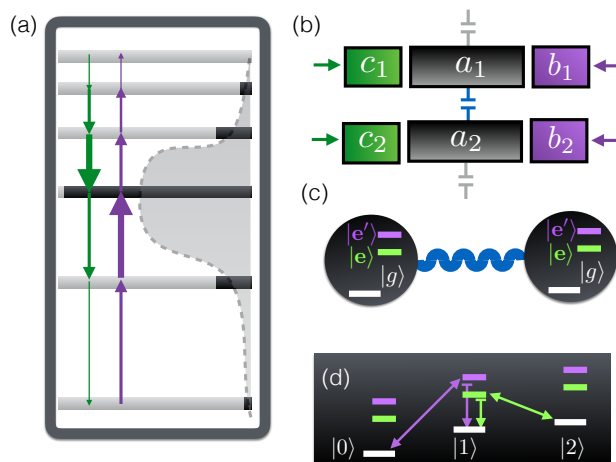 (a)
(b)
c₁ a₁ b₁
c₂ a₂ b₂
(c)
|e′⟩ |e⟩ |g⟩
|e′⟩ |e⟩ |g⟩
(d)
|0⟩ |1⟩ |2⟩